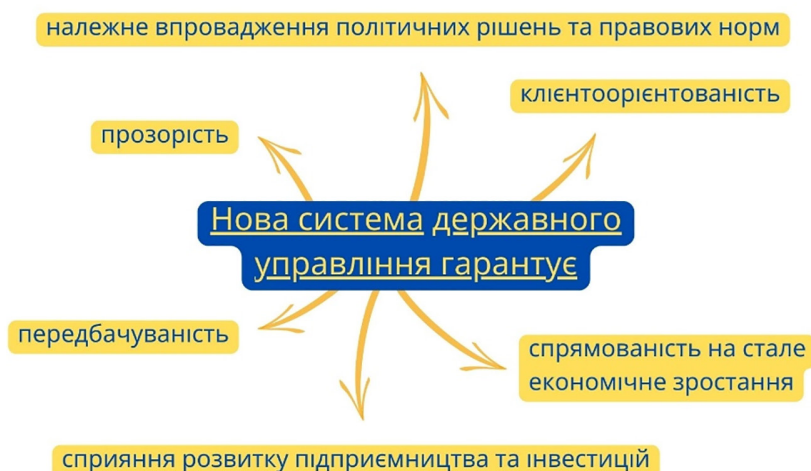 належне впровадження політичних рішень та правових норм
клієнтоорієнтованість
прозорість
Нова система державного
управління гарантує
передбачуваність
спрямованість на стале
економічне зростання
сприяння розвитку підприємництва та інвестицій